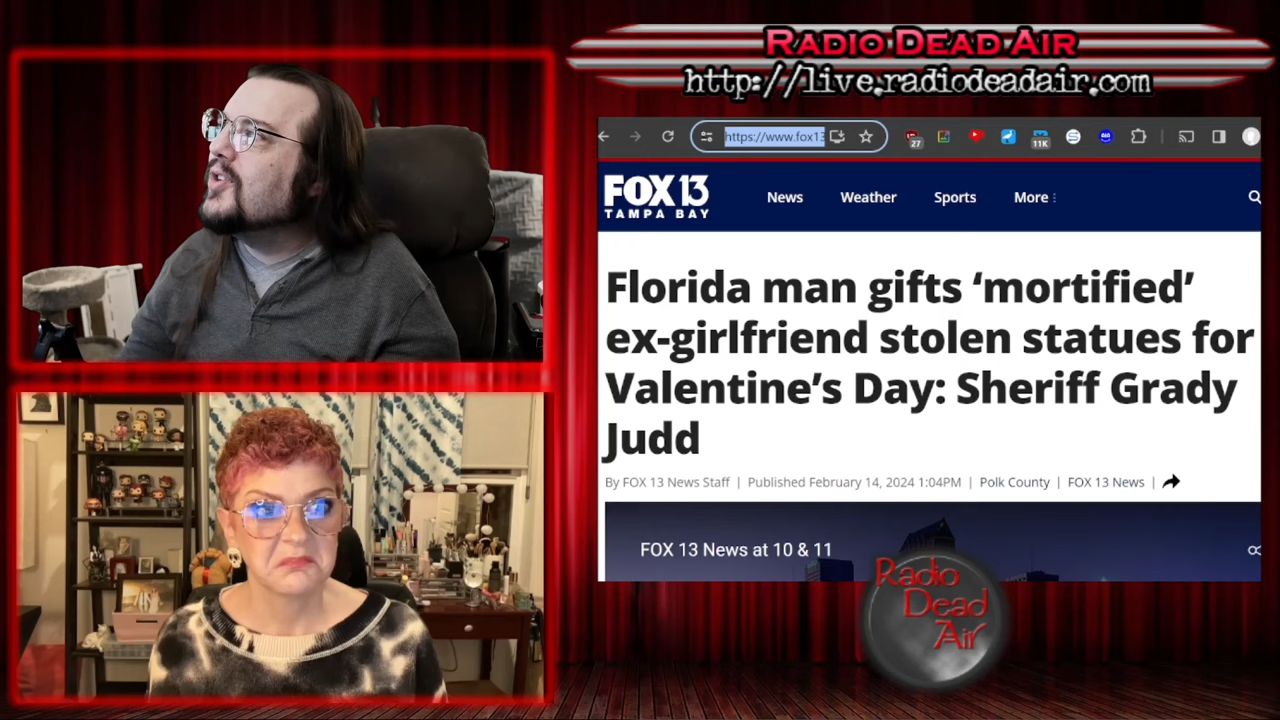 RADIO DEAD AIR
http://live.radiodeadair.com
https://www.fox13
27
11K
FOX 13
TAMPA BAY
News
Weather
Sports
More
Florida man gifts ‘mortified’
ex-girlfriend stolen statues for
Valentine’s Day: Sheriff Grady
Judd
By FOX 13 News Staff | Published February 14, 2024 1:04PM | Polk County | FOX 13 News |
FOX 13 News at 10 & 11
Radio
Dead
Air